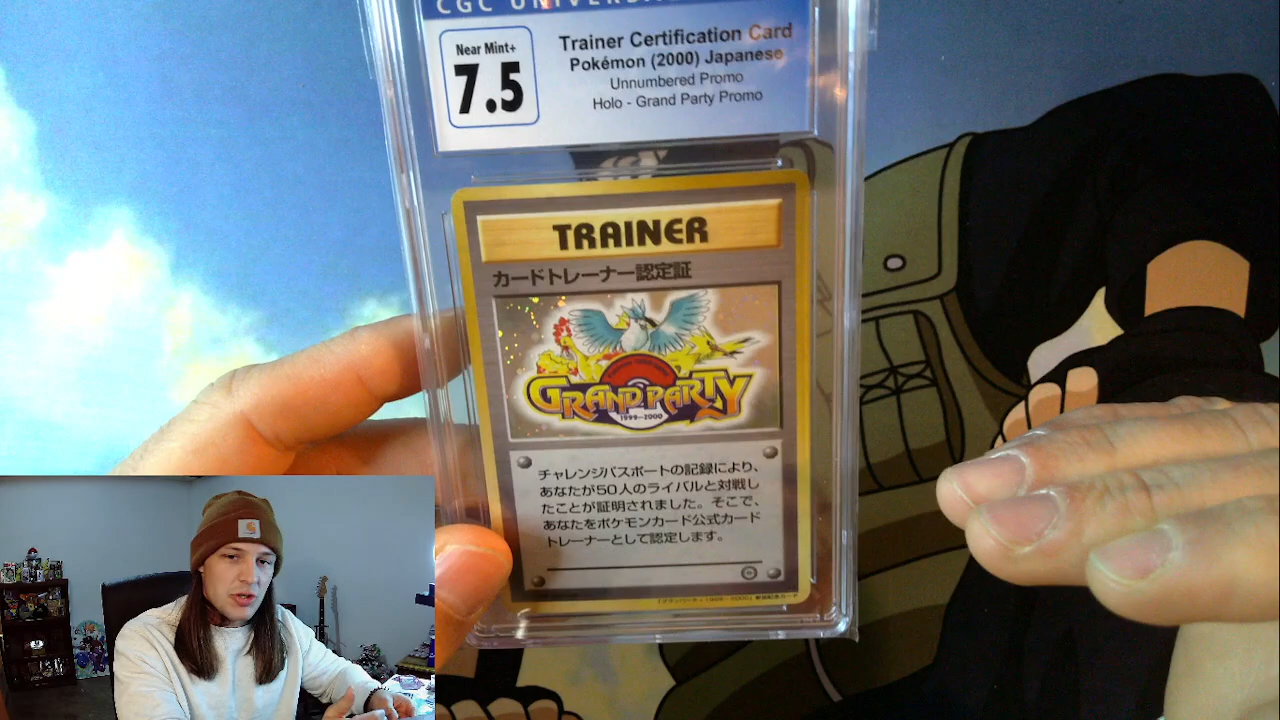 CGC UNIVERSAL
Near Mint+
7.5
Trainer Certification Card
Pokémon (2000) Japanese
Unnumbered Promo
Holo - Grand Party Promo
TRAINER
カードトレーナー認定証
GRAND PARTY
1999-2000
チャレンジパスポートの記録により、
あなたが50人のライバルと対戦し
たことが証明されました。そこで、
あなたをポケモンカード公式カード
トレーナーとして認定します。